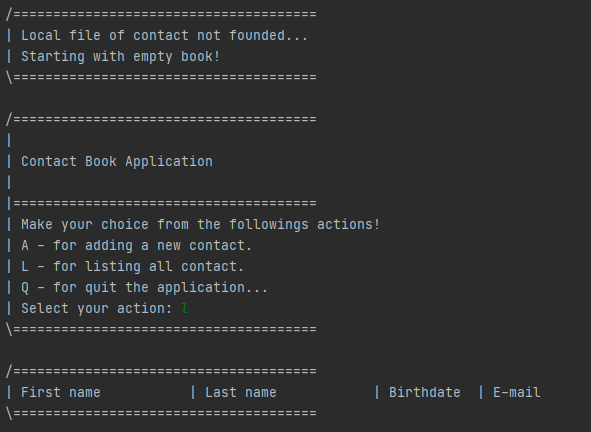 /======================================
| Local file of contact not founded...
| Starting with empty book!
\======================================
/======================================
|
| Contact Book Application
|
|======================================
| Make your choice from the followings actions!
| A - for adding a new contact.
| L - for listing all contact.
| Q - for quit the application...
| Select your action: l
\======================================
/======================================
| First name           | Last name            | Birthdate  | E-mail
\======================================